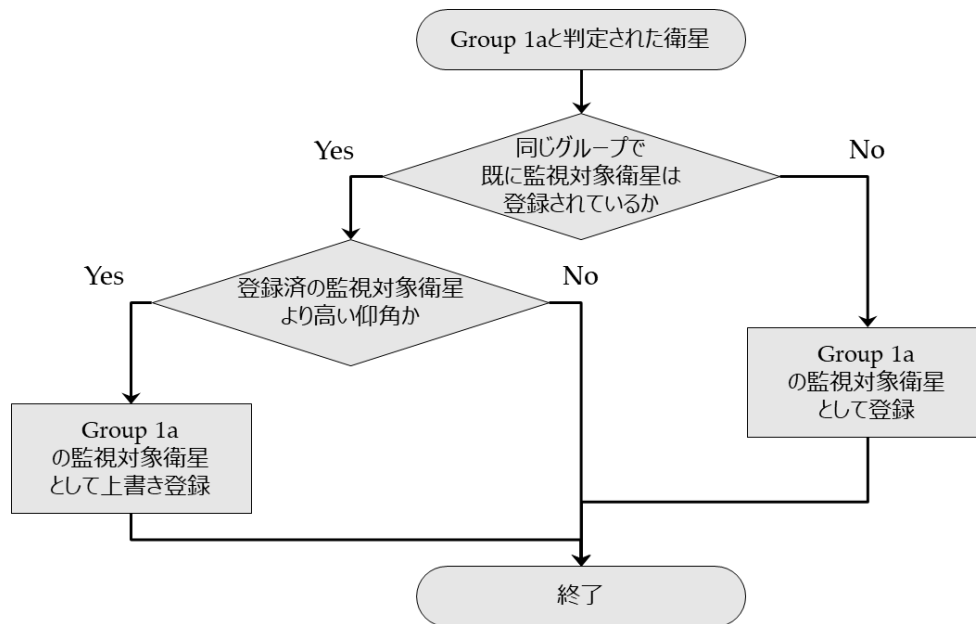 Group 1aと判定された衛星
同じグループで
既に監視対象衛星は
登録されているか
Yes
No
登録済の監視対象衛星
より高い仰角か
Yes
No
Group 1a
の監視対象衛星
として登録
Group 1a
の監視対象衛星
として上書き登録
終了